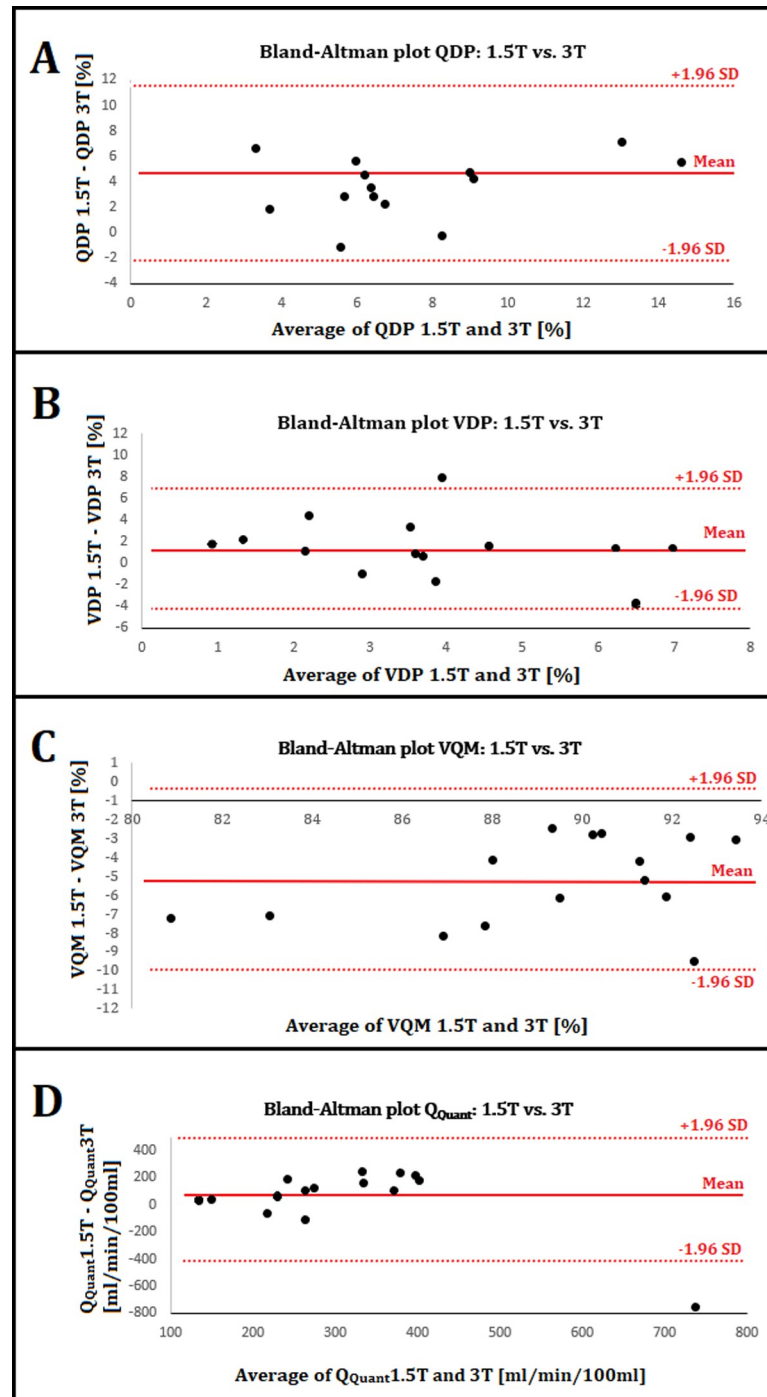 A
Bland-Altman plot QDP: 1.5T vs. 3T
QDP 1.5T - QDP 3T [%]
12
10
8
6
4
2
0
-2
-4
+1.96 SD
Mean
-1.96 SD
0 2 4 6 8 10 12 14 16
Average of QDP 1.5T and 3T [%]
B
Bland-Altman plot VDP: 1.5T vs. 3T
VDP 1.5T - VDP 3T [%]
12
10
8
6
4
2
0
-2
-4
-6
+1.96 SD
Mean
-1.96 SD
0 1 2 3 4 5 6 7 8
Average of VDP 1.5T and 3T [%]
C
Bland-Altman plot VQM: 1.5T vs. 3T
VQM 1.5T - VQM 3T [%]
1
0
-1
-2
-3
-4
-5
-6
-7
-8
-9
-10
-11
-12
+1.96 SD
80 82 84 86 88 90 92 94
Mean
-1.96 SD
Average of VQM 1.5T and 3T [%]
D
Bland-Altman plot QQuant: 1.5T vs. 3T
QQuant1.5T - QQuant3T
[ml/min/100ml]
400
200
0
-200
-400
-600
-800
+1.96 SD
Mean
-1.96 SD
100 200 300 400 500 600 700 800
Average of QQuant1.5T and 3T [ml/min/100ml]